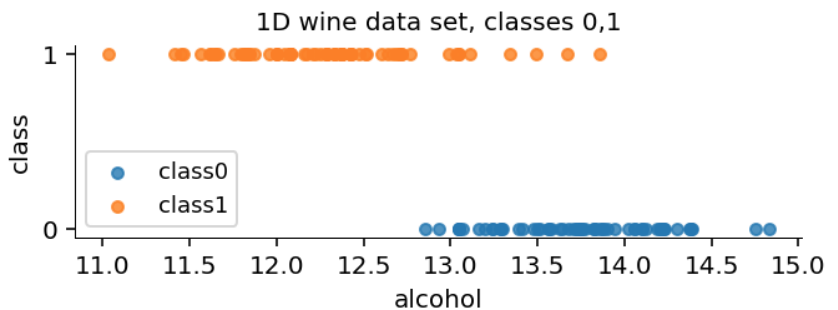 1D wine data set, classes 0,1
1
class
class0
class1
0
11.0 11.5 12.0 12.5 13.0 13.5 14.0 14.5 15.0
alcohol